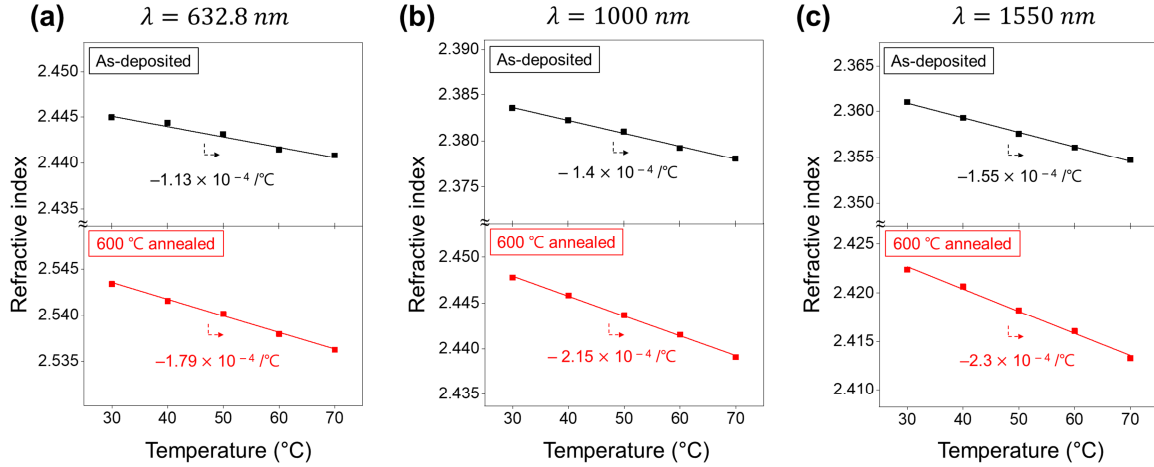 (a) λ = 632.8 nm
Refractive index
As-deposited
2.450
2.445
2.440
2.435
−1.13 × 10⁻⁴ /℃
600 ℃ annealed
2.545
2.540
2.535
−1.79 × 10⁻⁴ /℃
30 40 50 60 70
Temperature (°C)
(b) λ = 1000 nm
Refractive index
As-deposited
2.390
2.385
2.380
2.375
− 1.4 × 10⁻⁴ /℃
600 ℃ annealed
2.450
2.445
2.440
2.435
− 2.15 × 10⁻⁴ /℃
30 40 50 60 70
Temperature (°C)
(c) λ = 1550 nm
Refractive index
As-deposited
2.365
2.360
2.355
2.350
−1.55 × 10⁻⁴ /℃
600 ℃ annealed
2.425
2.420
2.415
2.410
−2.3 × 10⁻⁴ /℃
30 40 50 60 70
Temperature (°C)